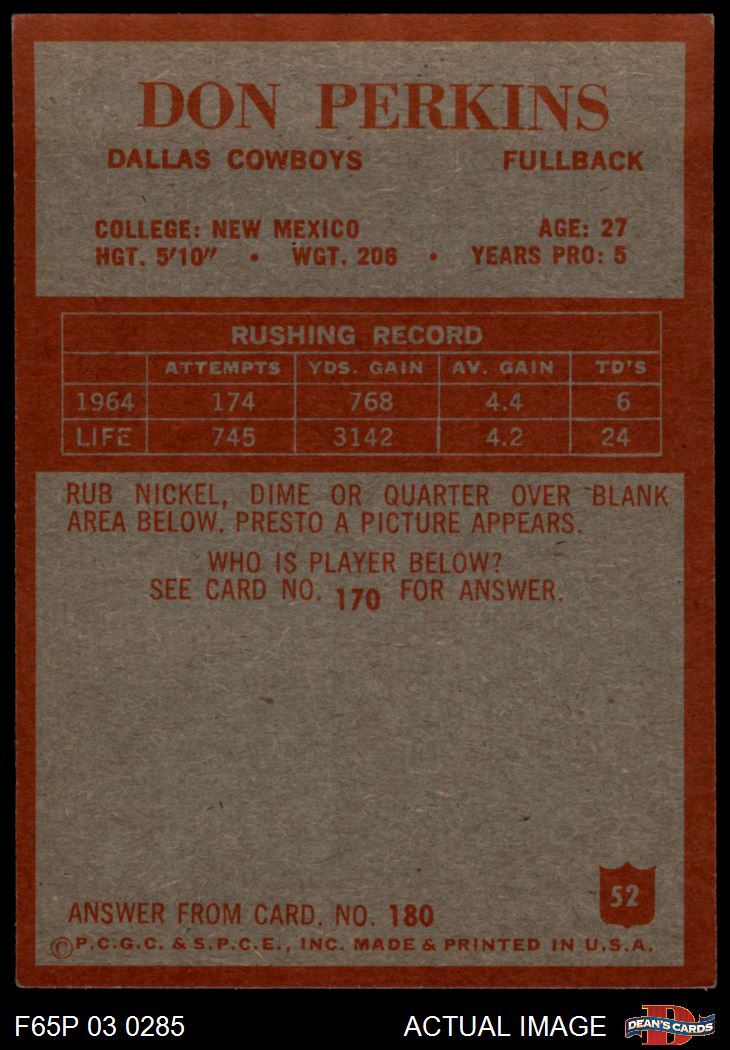 DON PERKINS
DALLAS COWBOYS FULLBACK
COLLEGE: NEW MEXICO AGE: 27
HGT. 5'10" • WGT. 206 • YEARS PRO: 5
RUSHING RECORD
ATTEMPTS YDS. GAIN AV. GAIN TD'S
1964 174 768 4.4 6
LIFE 745 3142 4.2 24
RUB NICKEL, DIME OR QUARTER OVER BLANK
AREA BELOW. PRESTO A PICTURE APPEARS.
WHO IS PLAYER BELOW?
SEE CARD NO. 170 FOR ANSWER.
52
ANSWER FROM CARD. NO. 180
©P.C.G.C. & S.P.C.E., INC. MADE & PRINTED IN U.S.A.
F65P 03 0285 ACTUAL IMAGE D DEAN'S CARDS